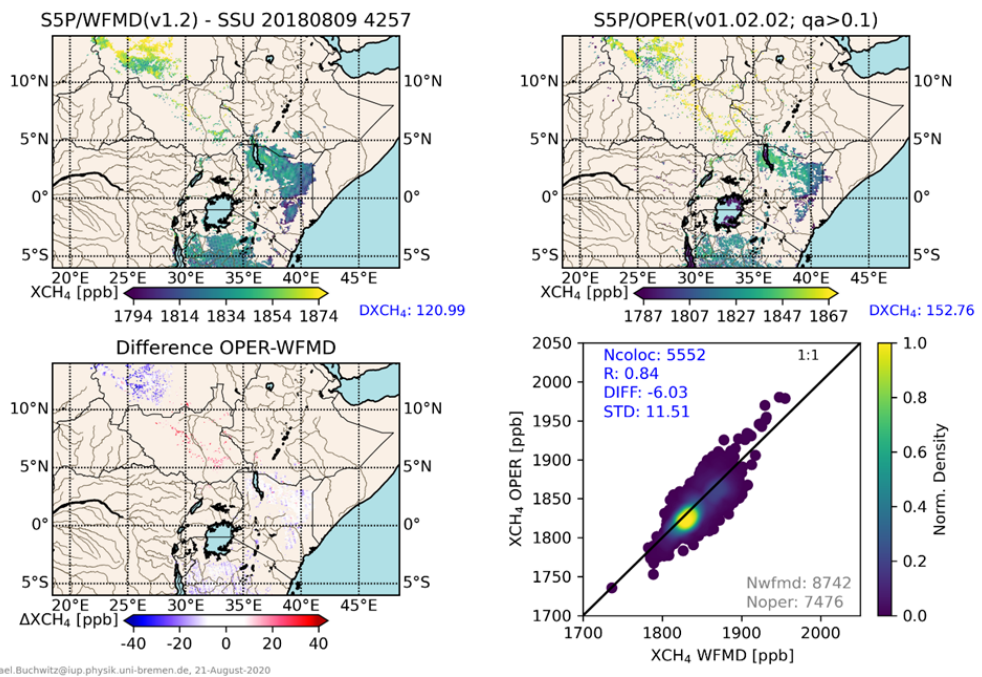 S5P/WFMD(v1.2) - SSU 20180809 4257
10°N
5°N
0°
5°S
20°E 25°E 30°E 35°E 45°E
XCH₄ [ppb]
1794 1814 1834 1854 1874
DXCH₄: 120.99
S5P/OPER(v01.02.02; qa>0.1)
10°N
10°N
5°N
5°N
0°
0°
5°S
5°S
20°E 25°E 30°E 35°E 45°E
XCH₄ [ppb]
1787 1807 1827 1847 1867
DXCH₄: 152.76
Difference OPER-WFMD
10°N
10°N
5°N
5°N
0°
0°
5°S
5°S
20°E 25°E 30°E 35°E 45°E
ΔXCH₄ [ppb]
-40 -20 0 20 40
2050
2000
1950
1900
1850
1800
1750
1700
XCH₄ OPER [ppb]
Ncoloc: 5552
R: 0.84
DIFF: -6.03
STD: 11.51
1:1
Nwfmd: 8742
Noper: 7476
1700 1800 1900 2000
XCH₄ WFMD [ppb]
1.0
0.8
0.6
0.4
0.2
0.0
Norm. Density
ael.Buchwitz@iup.physik.uni-bremen.de, 21-August-2020